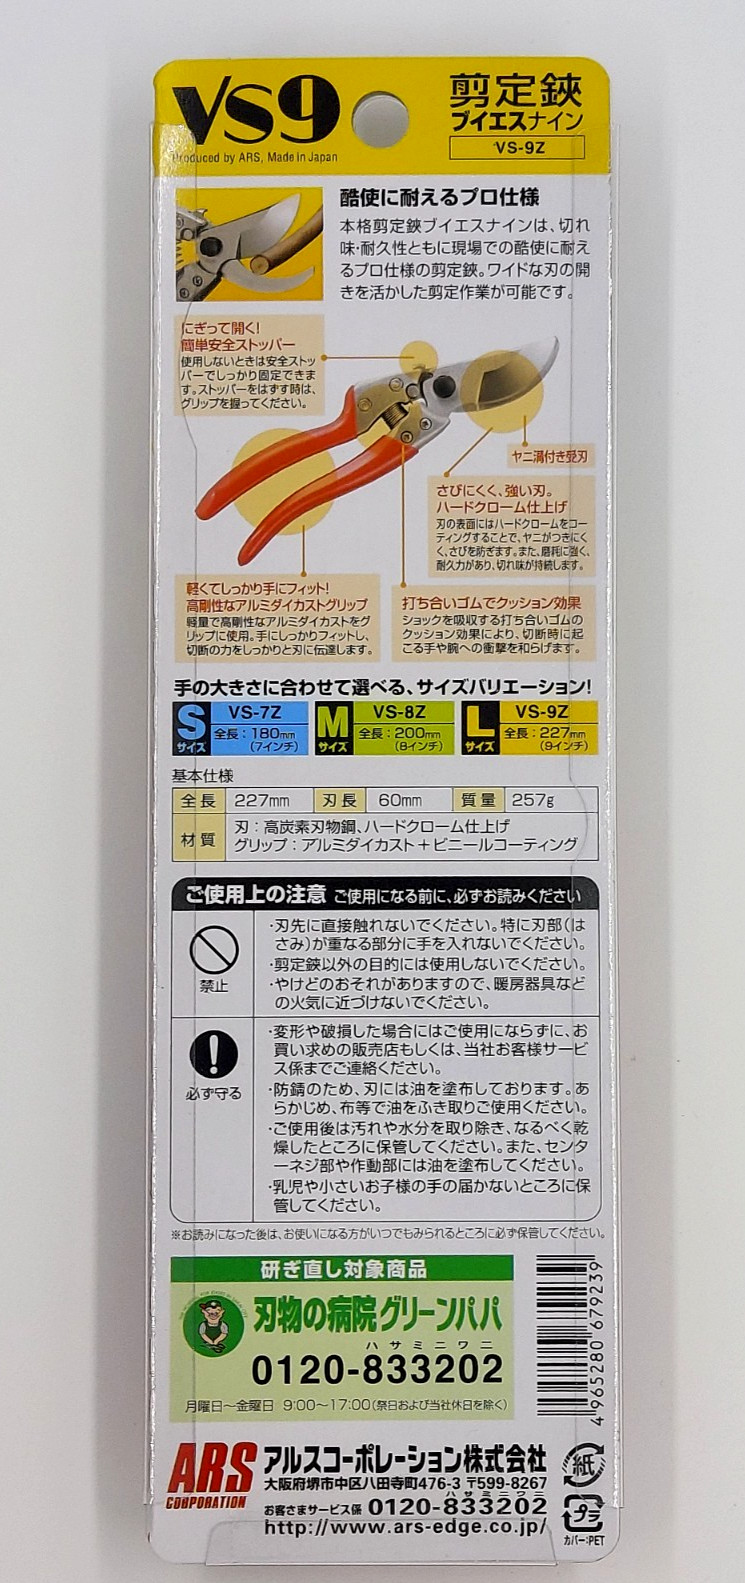 VS9
Produced by ARS, Made in Japan
剪定鋏
ブイエスナイン
VS-9Z
酷使に耐えるプロ仕様
本格剪定鋏ブイエスナインは、切れ
味・耐久性ともに現場での酷使に耐え
るプロ仕様の剪定鋏。ワイドな刃の開
きを活かした剪定作業が可能です。
にぎって開く!
簡単安全ストッパー
使用しないときは安全ストッ
パーでしっかり固定できま
す。ストッパーをはずす時は、
グリップを握ってください。
ヤニ溝付き受刃
さびにくく、強い刃。
ハードクローム仕上げ
刃の表面にはハードクロームをコー
ティングすることで、ヤニがつきにく
く、さびを防ぎます。また、磨耗に強く、
耐久力があり、切れ味が持続します。
軽くてしっかり手にフィット!
高剛性なアルミダイカストグリップ
軽量で高剛性なアルミダイカストをグ
リップに使用。手にしっかりフィットし、
切断の力をしっかりと刃に伝達します。
打ち合いゴムでクッション効果
ショックを吸収する打ち合いゴムの
クッション効果により、切断時に起
こる手や腕への衝撃を和らげます。
手の大きさに合わせて選べる、サイズバリエーション!
S サイズ VS-7Z 全長:180mm (7インチ)
M サイズ VS-8Z 全長:200mm (8インチ)
L サイズ VS-9Z 全長:227mm (9インチ)
基本仕様
全長 227mm 刃長 60mm 質量 257g
材質 刃:高炭素刃物鋼、ハードクローム仕上げ
グリップ:アルミダイカスト+ビニールコーティング
ご使用上の注意 ご使用になる前に、必ずお読みください
禁止
・刃先に直接触れないでください。特に刃部(は
さみ)が重なる部分に手を入れないでください。
・剪定鋏以外の目的には使用しないでください。
・やけどのおそれがありますので、暖房器具など
の火気に近づけないでください。
必ず守る
・変形や破損した場合にはご使用にならずに、お
買い求めの販売店もしくは、当社お客様サービ
ス係までご連絡ください。
・防錆のため、刃には油を塗布しております。あ
らかじめ、布等で油をふき取りご使用ください。
・ご使用後は汚れや水分を取り除き、なるべく乾
燥したところに保管してください。また、センタ
ーネジ部や作動部には油を塗布してください。
・乳児や小さいお子様の手の届かないところに保
管してください。
※お読みになった後は、お使いになる方がいつでもみられるところに必ず保管してください。
研ぎ直し対象商品
刃物の病院グリーンパパ
ハサミニワニ
0120-833202
月曜日〜金曜日 9:00〜17:00(祭日および当社休日を除く)
4965280679239
ARS
CORPORATION
アルスコーポレーション株式会社
大阪府堺市中区八田寺町476-3 〒599-8267
ハサミニワニ
お客さまサービス係 0120-833202
http://www.ars-edge.co.jp/
紙
プラ
カバー:PET